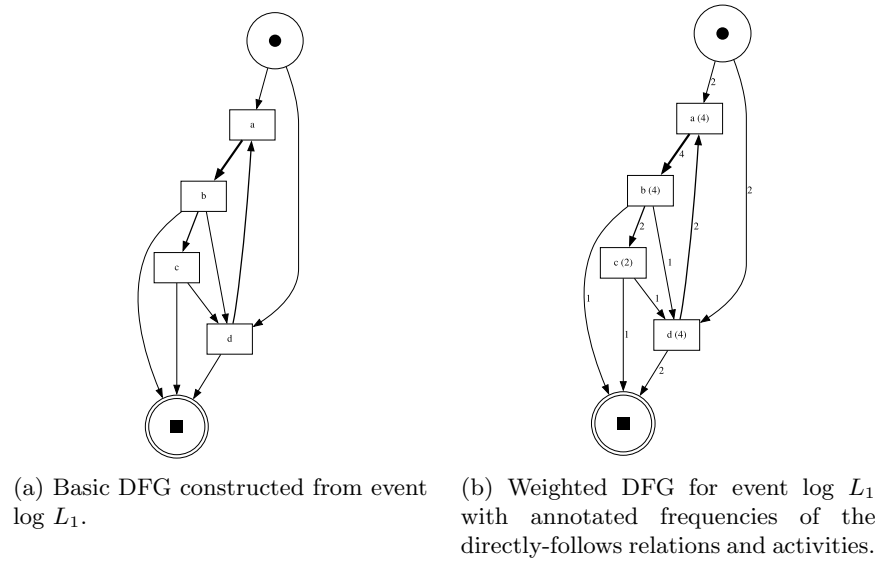 a
b
c
d
2
a (4)
4
b (4)
2
2
2
c (2)
1
1
1
1
d (4)
2
(a) Basic DFG constructed from event
log L₁.
(b) Weighted DFG for event log L₁
with annotated frequencies of the
directly-follows relations and activities.